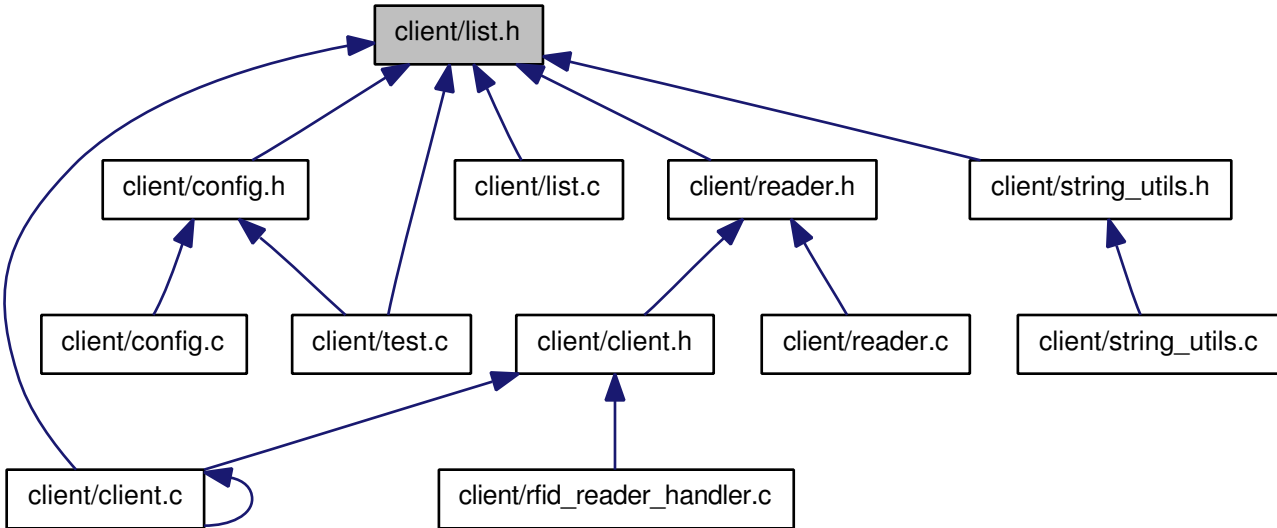 client/list.h
client/config.h
client/list.c
client/reader.h
client/string_utils.h
client/config.c
client/test.c
client/client.h
client/reader.c
client/string_utils.c
client/client.c
client/rfid_reader_handler.c